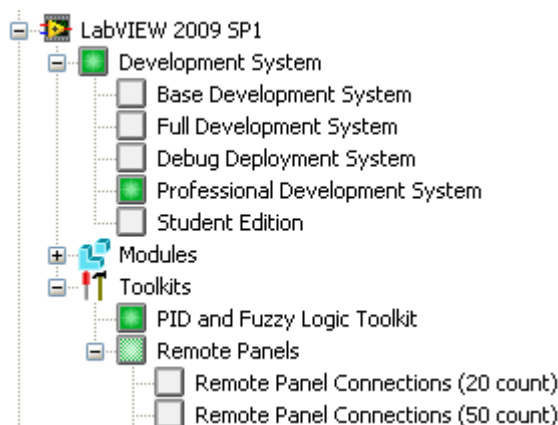 LabVIEW 2009 SP1
Development System
Base Development System
Full Development System
Debug Deployment System
Professional Development System
Student Edition
Modules
Toolkits
PID and Fuzzy Logic Toolkit
Remote Panels
Remote Panel Connections (20 count)
Remote Panel Connections (50 count)